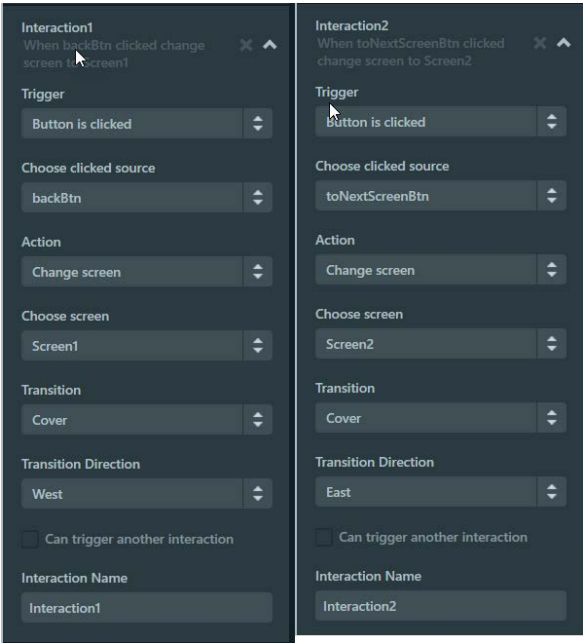 Interaction1
When backBtn clicked change
screen to Screen1
Trigger
Button is clicked
Choose clicked source
backBtn
Action
Change screen
Choose screen
Screen1
Transition
Cover
Transition Direction
West
Can trigger another interaction
Interaction Name
Interaction1
Interaction2
When toNextScreenBtn clicked
change screen to Screen2
Trigger
Button is clicked
Choose clicked source
toNextScreenBtn
Action
Change screen
Choose screen
Screen2
Transition
Cover
Transition Direction
East
Can trigger another interaction
Interaction Name
Interaction2